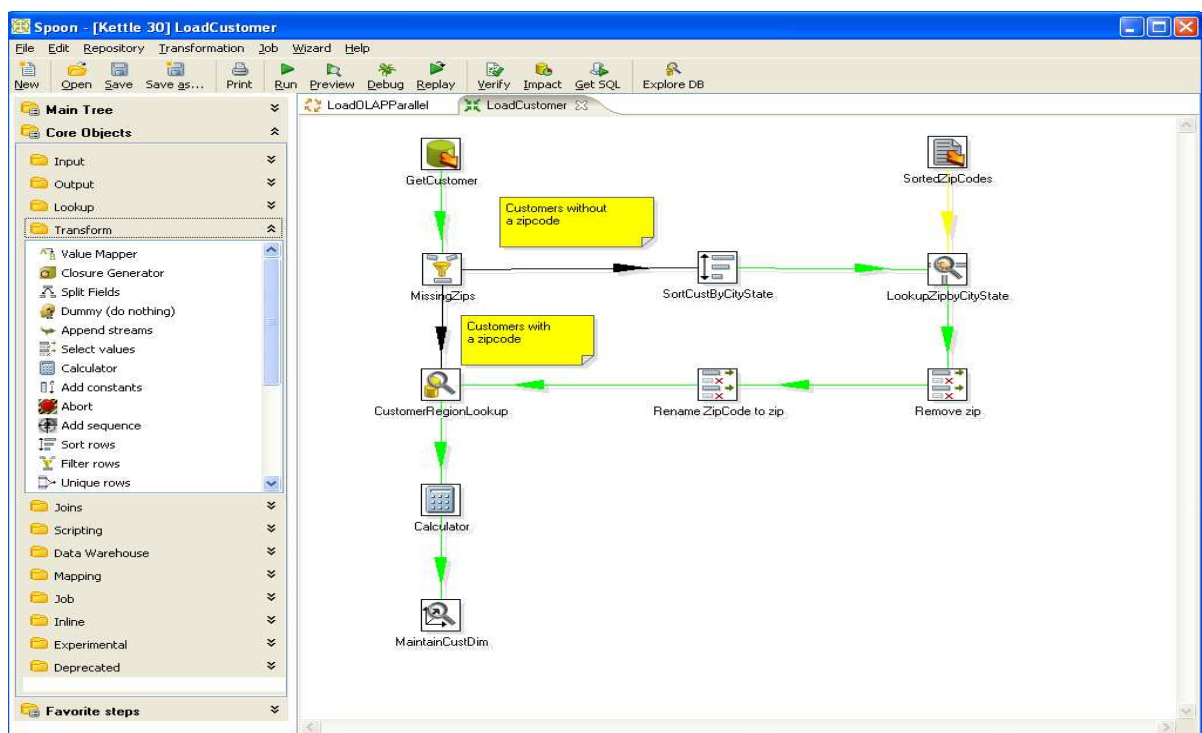 Spoon - [Kettle 30] LoadCustomer
File Edit Repository Transformation Job Wizard Help
New Open Save Save as... Print Run Preview Debug Replay Verify Impact Get SQL Explore DB
Main Tree
Core Objects
Input
Output
Lookup
Transform
Value Mapper
Closure Generator
Split Fields
Dummy (do nothing)
Append streams
Select values
Calculator
Add constants
Abort
Add sequence
Sort rows
Filter rows
Unique rows
Joins
Scripting
Data Warehouse
Mapping
Job
Inline
Experimental
Deprecated
Favorite steps
LoadOLAPParallel LoadCustomer
GetCustomer
SortedZipCodes
Customers without
a zipcode
MissingZips
SortCustByCityState
LookupZipbyCityState
Customers with
a zipcode
CustomerRegionLookup
Rename ZipCode to zip
Remove zip
Calculator
MaintainCustDim